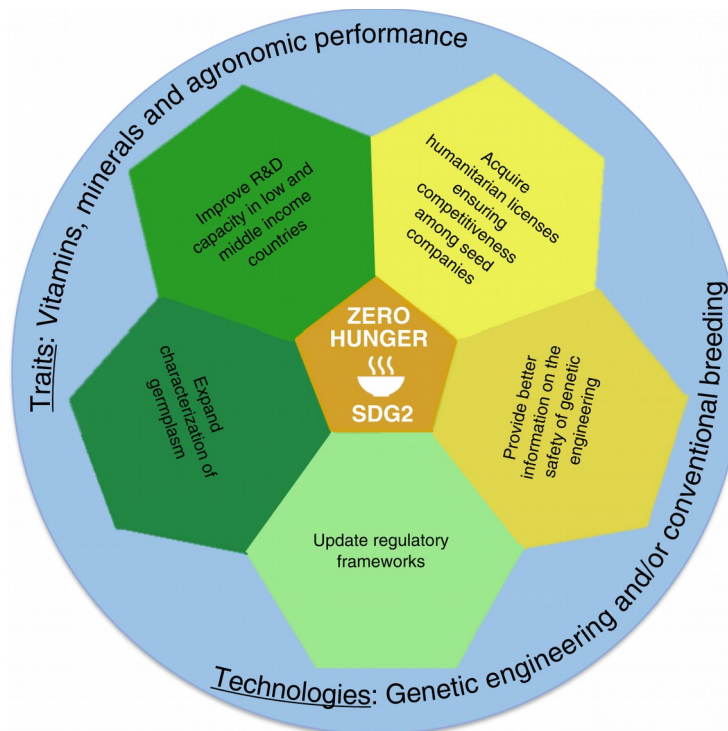 Traits: Vitamins, minerals and agronomic performance
Improve R&D
capacity in low and
middle income
countries
Acquire
humanitarian licenses
ensuring
competitiveness
among seed
companies
ZERO
HUNGER
SDG2
Expand
characterization of
germplasm
Provide better
information on the
safety of genetic
engineering
Update regulatory
frameworks
Technologies: Genetic engineering and/or conventional breeding